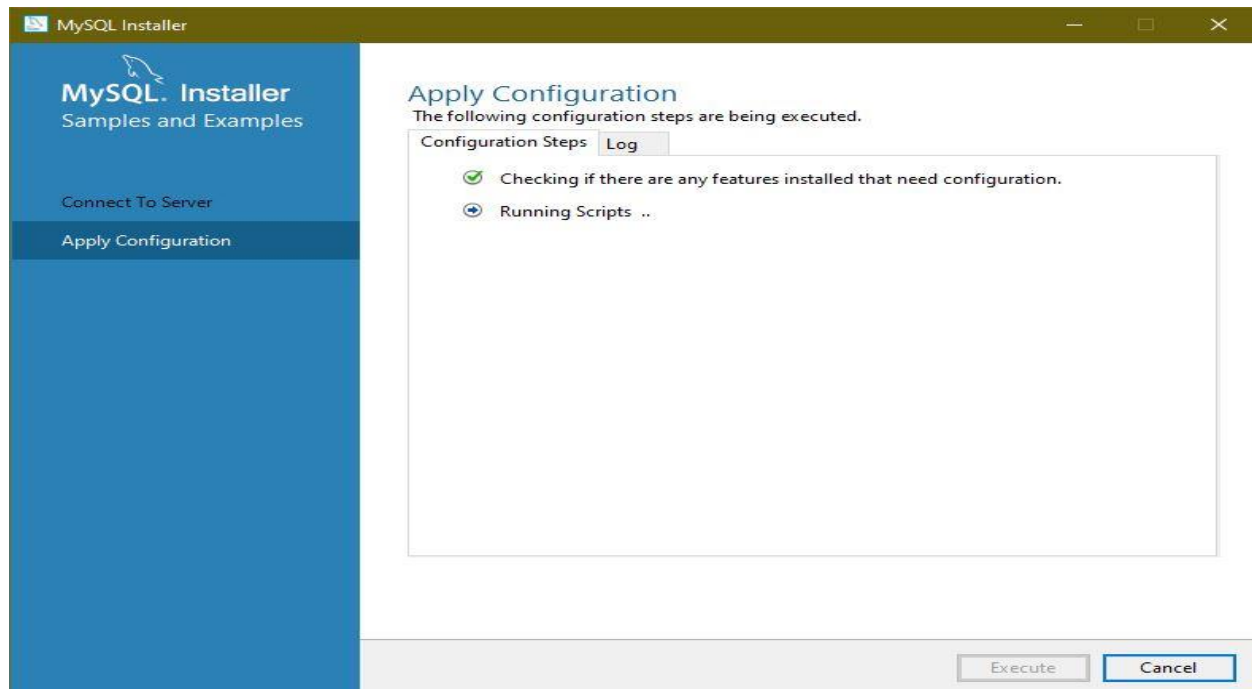 MySQL Installer
MySQL. Installer
Samples and Examples
Connect To Server
Apply Configuration
Apply Configuration
The following configuration steps are being executed.
Configuration Steps Log
Checking if there are any features installed that need configuration.
Running Scripts ..
Execute Cancel